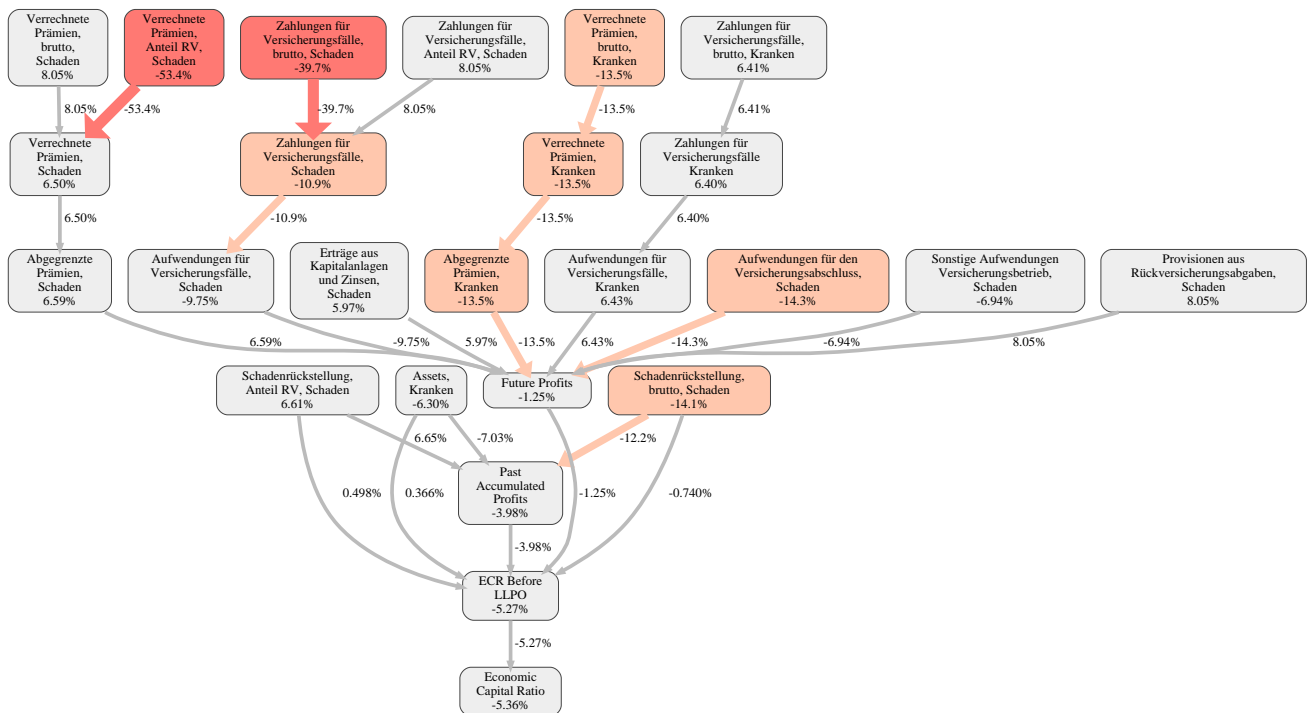 Verrechnete
Prämien,
brutto,
Schaden
8.05%
Verrechnete
Prämien,
Anteil RV,
Schaden
-53.4%
Zahlungen für
Versicherungsfälle,
brutto, Schaden
-39.7%
Zahlungen für
Versicherungsfälle,
Anteil RV, Schaden
8.05%
Verrechnete
Prämien,
brutto,
Kranken
-13.5%
Zahlungen für
Versicherungsfälle,
brutto, Kranken
6.41%
8.05%
-53.4%
-39.7%
8.05%
-13.5%
6.41%
Verrechnete
Prämien,
Schaden
6.50%
Zahlungen für
Versicherungsfälle,
Schaden
-10.9%
Verrechnete
Prämien,
Kranken
-13.5%
Zahlungen für
Versicherungsfälle
Kranken
6.40%
6.50%
-10.9%
-13.5%
6.40%
Abgegrenzte
Prämien,
Schaden
6.59%
Aufwendungen für
Versicherungsfälle,
Schaden
-9.75%
Erträge aus
Kapitalanlagen
und Zinsen,
Schaden
5.97%
Abgegrenzte
Prämien,
Kranken
-13.5%
Aufwendungen für
Versicherungsfälle,
Kranken
6.43%
Aufwendungen für den
Versicherungsabschluss,
Schaden
-14.3%
Sonstige Aufwendungen
Versicherungsbetrieb,
Schaden
-6.94%
Provisionen aus
Rückversicherungsabgaben,
Schaden
8.05%
6.59%
-9.75%
5.97%
-13.5%
6.43%
-14.3%
-6.94%
8.05%
Schadenrückstellung,
Anteil RV, Schaden
6.61%
Assets,
Kranken
-6.30%
Future Profits
-1.25%
Schadenrückstellung,
brutto, Schaden
-14.1%
6.65%
-7.03%
-12.2%
Past
Accumulated
Profits
-3.98%
0.498%
0.366%
-1.25%
-0.740%
-3.98%
ECR Before
LLPO
-5.27%
-5.27%
Economic
Capital Ratio
-5.36%